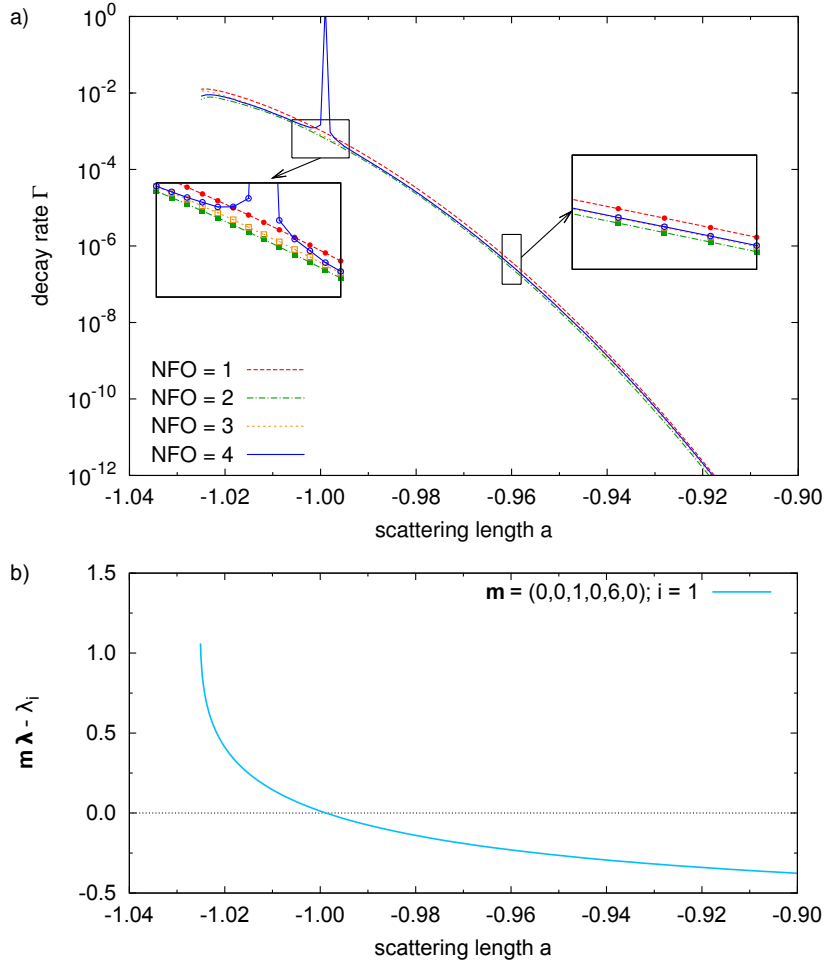 a)
10^0
10^-2
10^-4
10^-6
10^-8
10^-10
10^-12
decay rate Γ
NFO = 1
NFO = 2
NFO = 3
NFO = 4
-1.04 -1.02 -1.00 -0.98 -0.96 -0.94 -0.92 -0.90
scattering length a
b)
m = (0,0,1,0,6,0); i = 1
1.5
1.0
0.5
0.0
-0.5
m λ - λ_i
-1.04 -1.02 -1.00 -0.98 -0.96 -0.94 -0.92 -0.90
scattering length a